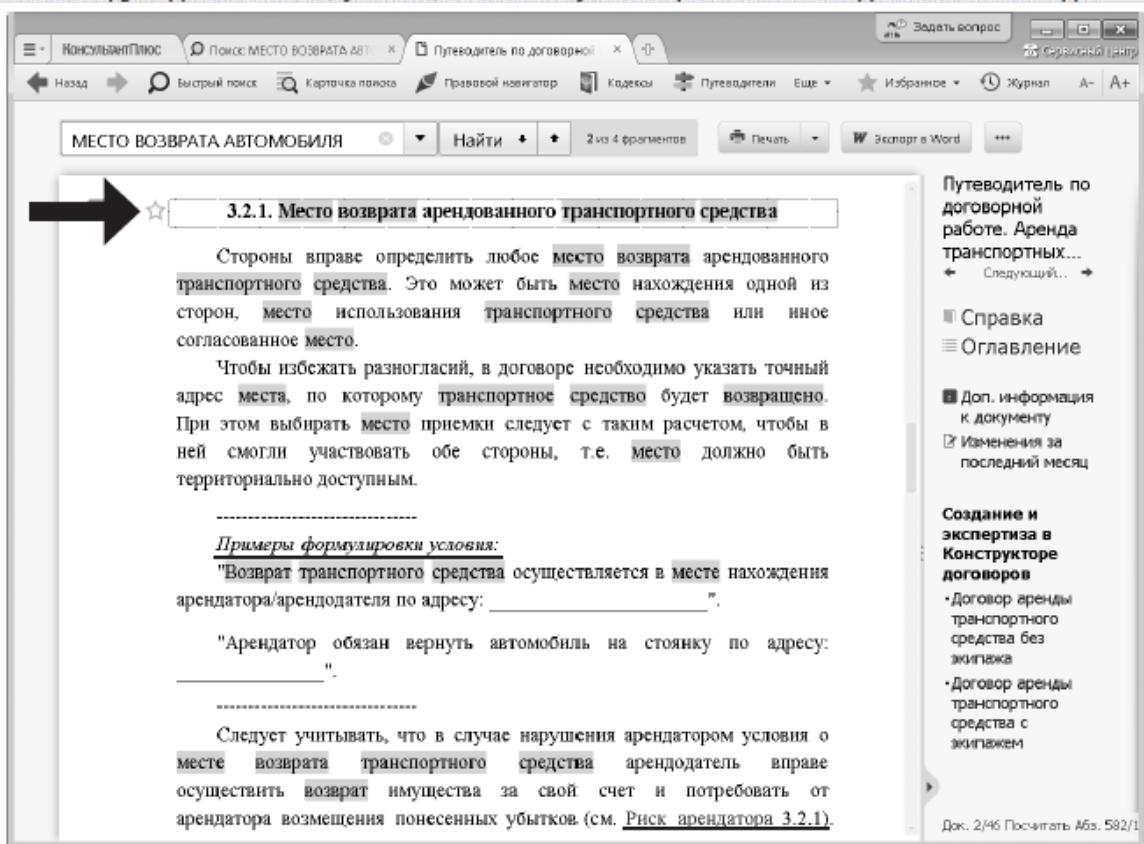 Задать вопрос
КонсультантПлюс Поиск: МЕСТО ВОЗВРАТА АВТ × Путеводитель по договорной ×
Сервисный центр
Назад Быстрый поиск Карточка поиска Правовой навигатор Кодексы Путеводители Еще Избранное Журнал А- А+
МЕСТО ВОЗВРАТА АВТОМОБИЛЯ Найти 2 из 4 фрагментов Печать Экспорт в Word ...
3.2.1. Место возврата арендованного транспортного средства
Стороны вправе определить любое место возврата арендованного
транспортного средства. Это может быть место нахождения одной из
сторон, место использования транспортного средства или иное
согласованное место.
Чтобы избежать разногласий, в договоре необходимо указать точный
адрес места, по которому транспортное средство будет возвращено.
При этом выбирать место приемки следует с таким расчетом, чтобы в
ней смогли участвовать обе стороны, т.е. место должно быть
территориально доступным.
--------------------------------
Примеры формулировки условия:
"Возврат транспортного средства осуществляется в месте нахождения
арендатора/арендодателя по адресу: ______________________".
"Арендатор обязан вернуть автомобиль на стоянку по адресу:
_______________".
--------------------------------
Следует учитывать, что в случае нарушения арендатором условия о
месте возврата транспортного средства арендодатель вправе
осуществить возврат имущества за свой счет и потребовать от
арендатора возмещения понесенных убытков (см. Риск арендатора 3.2.1).
Путеводитель по
договорной
работе. Аренда
транспортных...
Следующий...
Справка
Оглавление
Доп. информация
к документу
Изменения за
последний месяц
Создание и
экспертиза в
Конструкторе
договоров
•Договор аренды
транспортного
средства без
экипажа
•Договор аренды
транспортного
средства с
экипажем
Док. 2/46 Посчитать Абз. 582/1